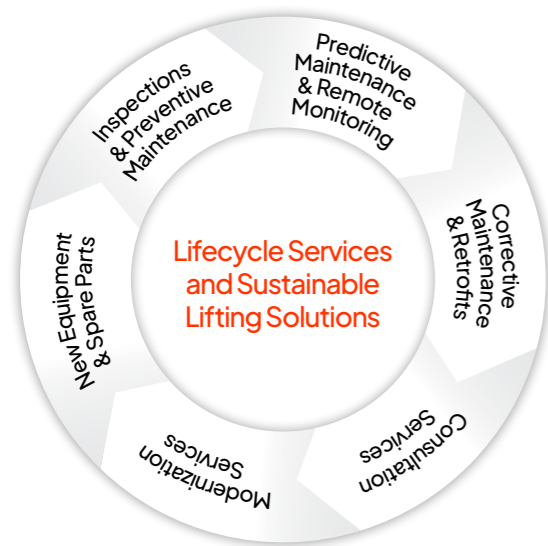 Predictive
Maintenance
& Remote
Monitoring
Corrective
Maintenance
& Retrofits
Consultation
Services
Modernization
Services
New Equipment
& Spare Parts
Inspections
& Preventive
Maintenance
Lifecycle Services
and Sustainable
Lifting Solutions